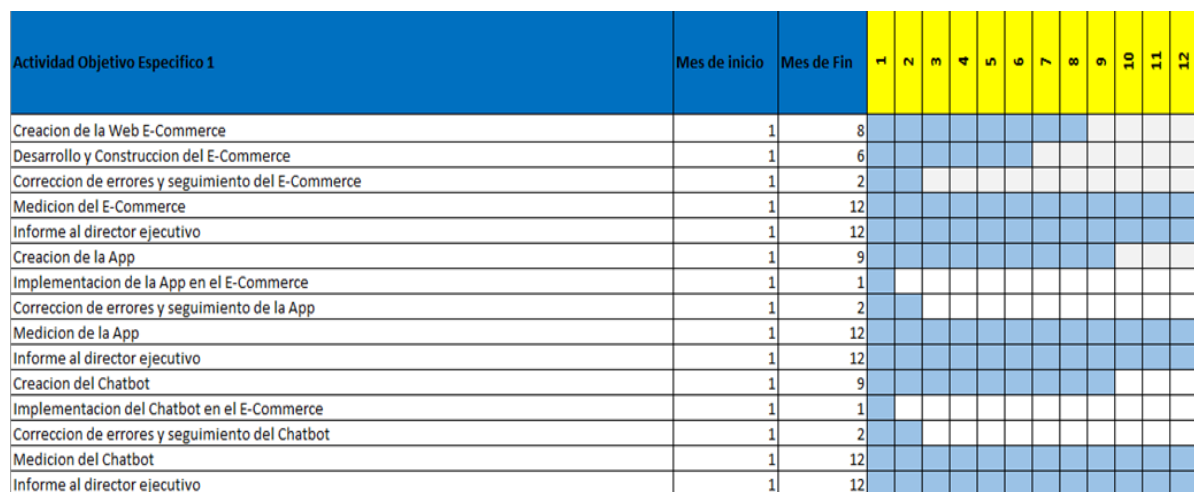 Actividad Objetivo Especifico 1 Mes de inicio Mes de Fin 1 2 3 4 5 6 7 8 9 10 11 12
Creacion de la Web E-Commerce 1 8
Desarrollo y Construccion del E-Commerce 1 6
Correccion de errores y seguimiento del E-Commerce 1 2
Medicion del E-Commerce 1 12
Informe al director ejecutivo 1 12
Creacion de la App 1 9
Implementacion de la App en el E-Commerce 1 1
Correccion de errores y seguimiento de la App 1 2
Medicion de la App 1 12
Informe al director ejecutivo 1 12
Creacion del Chatbot 1 9
Implementacion del Chatbot en el E-Commerce 1 1
Correccion de errores y seguimiento del Chatbot 1 2
Medicion del Chatbot 1 12
Informe al director ejecutivo 1 12